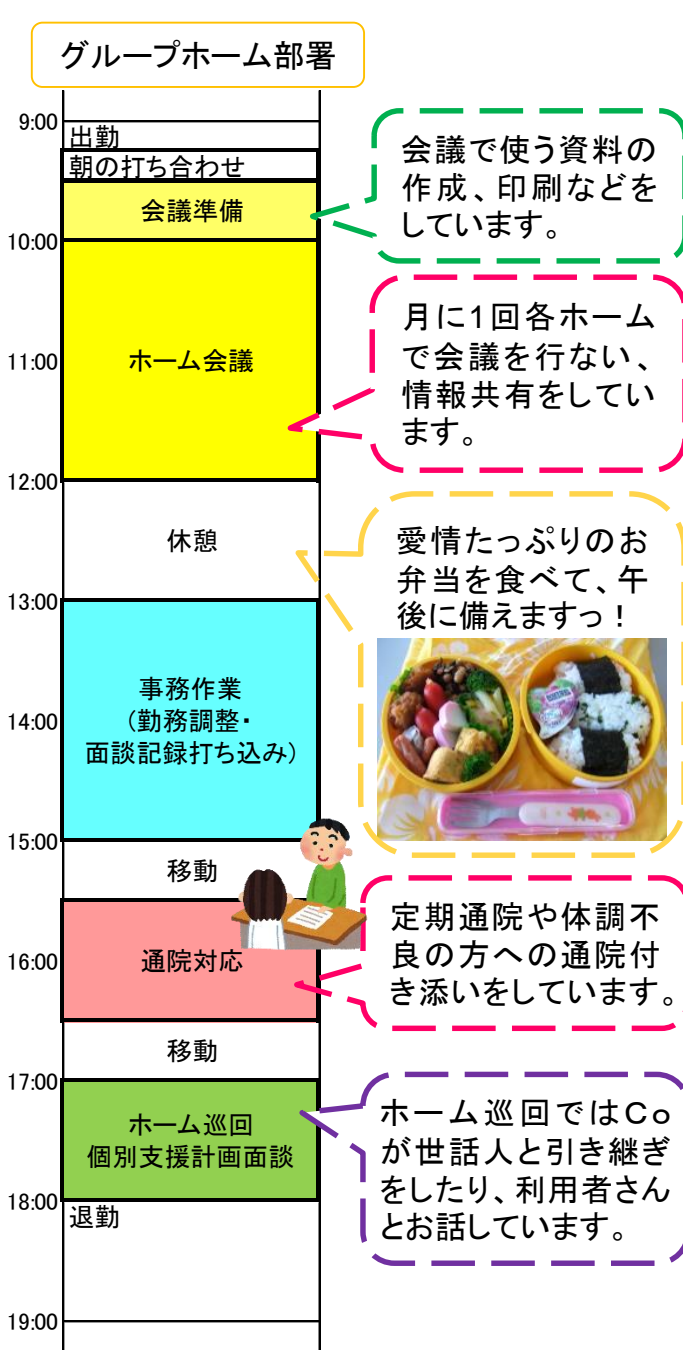 グループホーム部署
9:00
出勤
朝の打ち合わせ
会議準備
会議で使う資料の
作成、印刷などを
しています。
10:00
11:00
ホーム会議
月に1回各ホーム
で会議を行ない、
情報共有をしてい
ます。
12:00
休憩
愛情たっぷりのお
弁当を食べて、午
後に備えますっ！
13:00
14:00
事務作業
(勤務調整・
面談記録打ち込み)
15:00
移動
16:00
通院対応
定期通院や体調不
良の方への通院付
き添いをしています。
移動
17:00
ホーム巡回
個別支援計画面談
ホーム巡回ではCo
が世話人と引き継ぎ
をしたり、利用者さん
とお話しています。
18:00
退勤
19:00